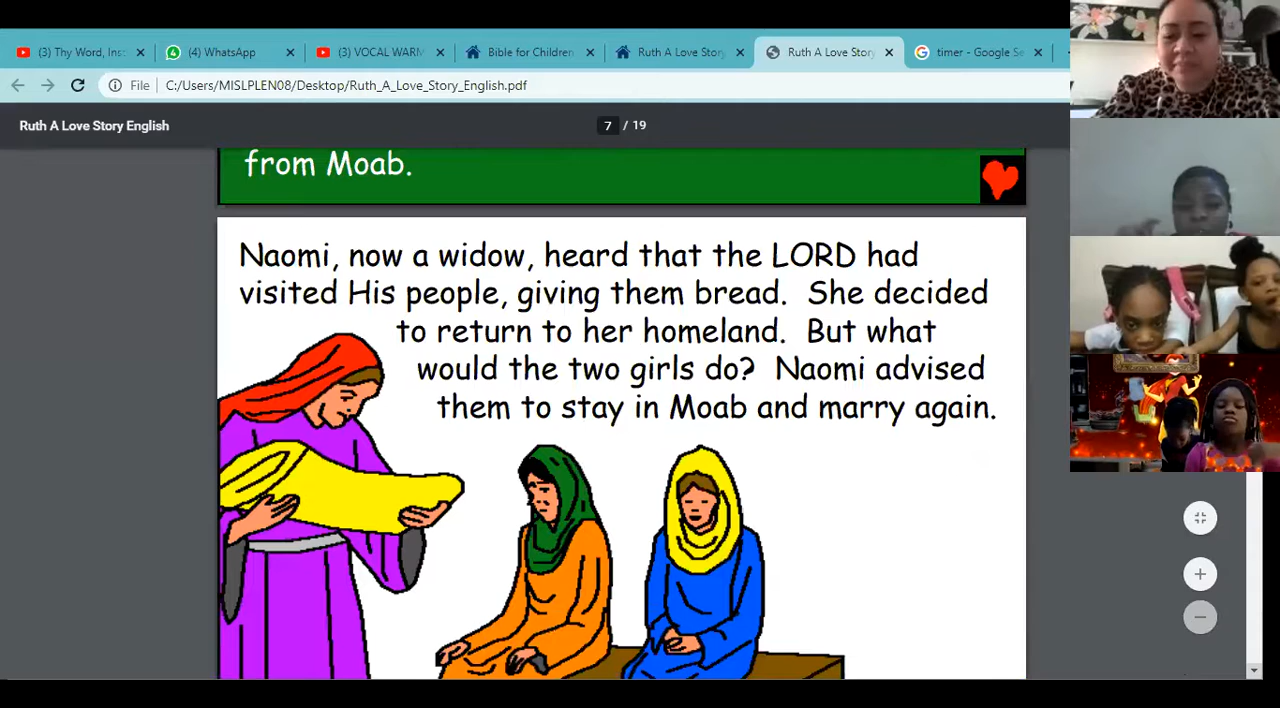 (3) Thy Word, Ins
(4) WhatsApp
(3) VOCAL WARM
Bible for Children
Ruth A Love Story
Ruth A Love Story
timer - Google Se
File
C:/Users/MISLPLEN08/Desktop/Ruth_A_Love_Story_English.pdf
Ruth A Love Story English
7 / 19
from Moab.
Naomi, now a widow, heard that the LORD had
visited His people, giving them bread. She decided
to return to her homeland. But what
would the two girls do? Naomi advised
them to stay in Moab and marry again.